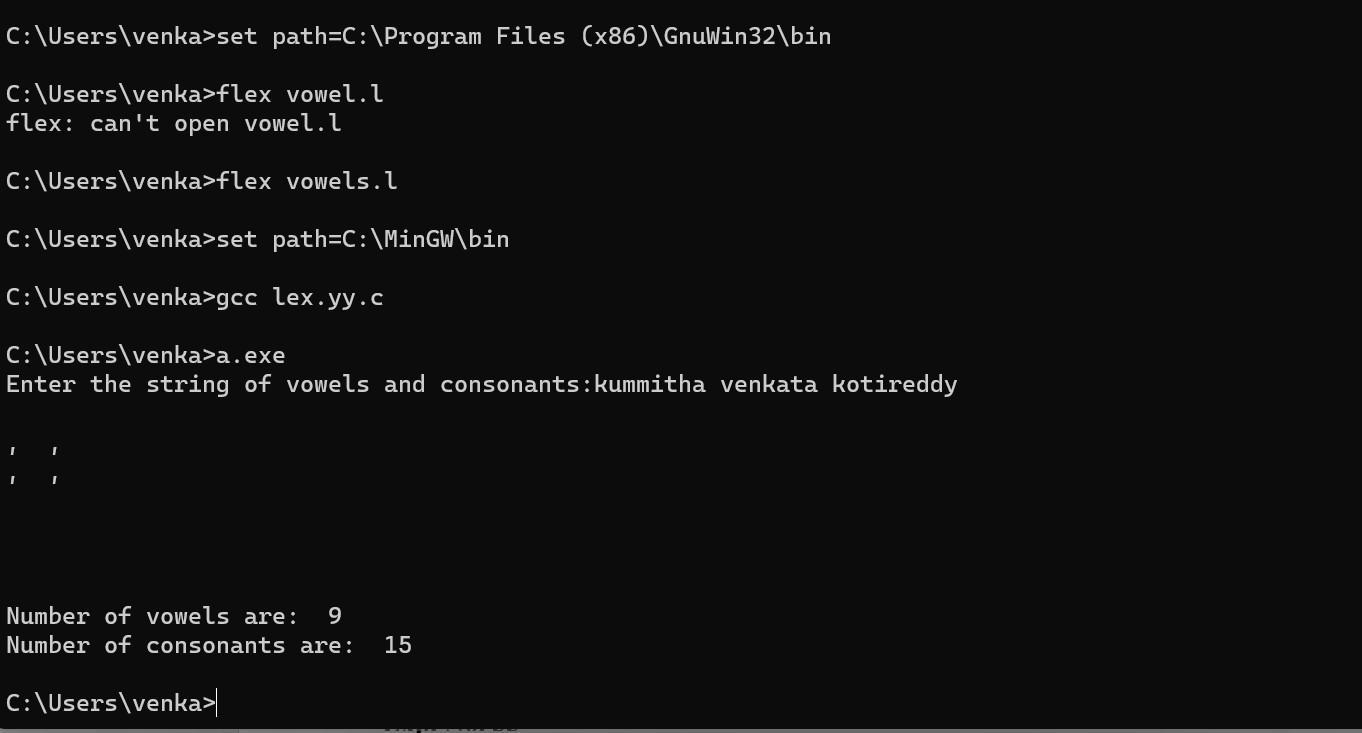 C:\Users\venka>set path=C:\Program Files (x86)\GnuWin32\bin
C:\Users\venka>flex vowel.l
flex: can't open vowel.l
C:\Users\venka>flex vowels.l
C:\Users\venka>set path=C:\MinGW\bin
C:\Users\venka>gcc lex.yy.c
C:\Users\venka>a.exe
Enter the string of vowels and consonants:kummitha venkata kotireddy
'  '
'  '
Number of vowels are:  9
Number of consonants are:  15
C:\Users\venka>